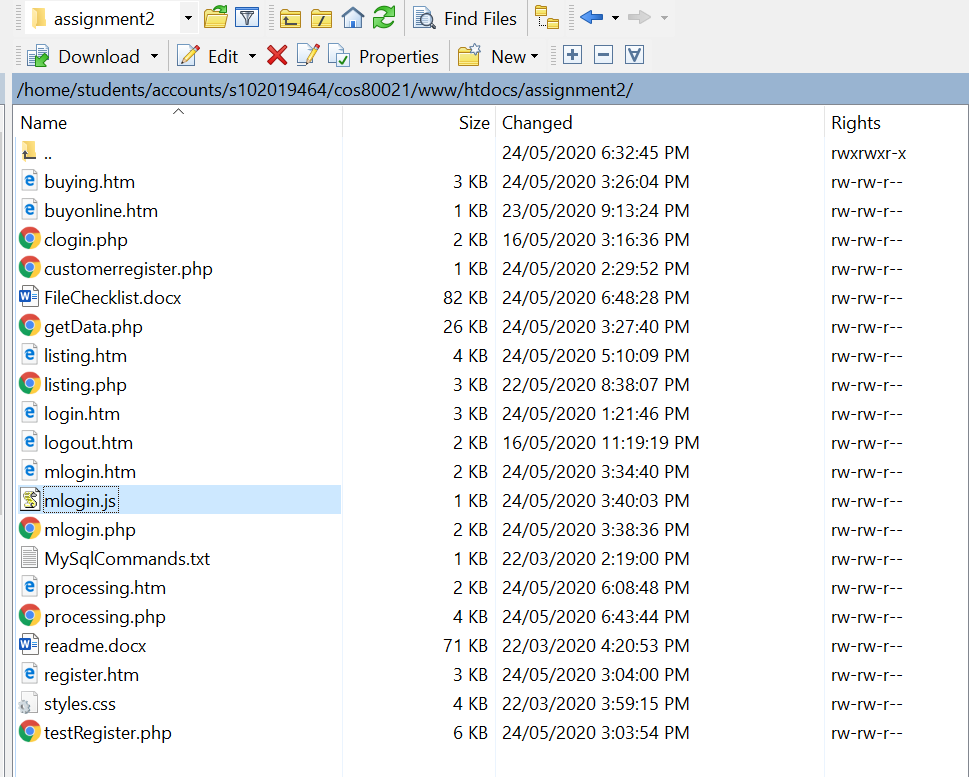 assignment2 Find Files
Download Edit Properties New
/home/students/accounts/s102019464/cos80021/www/htdocs/assignment2/
Name Size Changed Rights
.. 24/05/2020 6:32:45 PM rwxrwxr-x
buying.htm 3 KB 24/05/2020 3:26:04 PM rw-rw-r--
buyonline.htm 1 KB 23/05/2020 9:13:24 PM rw-rw-r--
clogin.php 2 KB 16/05/2020 3:16:36 PM rw-rw-r--
customerregister.php 1 KB 24/05/2020 2:29:52 PM rw-rw-r--
FileChecklist.docx 82 KB 24/05/2020 6:48:28 PM rw-rw-r--
getData.php 26 KB 24/05/2020 3:27:40 PM rw-rw-r--
listing.htm 4 KB 24/05/2020 5:10:09 PM rw-rw-r--
listing.php 3 KB 22/05/2020 8:38:07 PM rw-rw-r--
login.htm 3 KB 24/05/2020 1:21:46 PM rw-rw-r--
logout.htm 2 KB 16/05/2020 11:19:19 PM rw-rw-r--
mlogin.htm 2 KB 24/05/2020 3:34:40 PM rw-rw-r--
mlogin.js 1 KB 24/05/2020 3:40:03 PM rw-rw-r--
mlogin.php 2 KB 24/05/2020 3:38:36 PM rw-rw-r--
MySqlCommands.txt 1 KB 22/03/2020 2:19:00 PM rw-rw-r--
processing.htm 2 KB 24/05/2020 6:08:48 PM rw-rw-r--
processing.php 4 KB 24/05/2020 6:43:44 PM rw-rw-r--
readme.docx 71 KB 22/03/2020 4:20:53 PM rw-rw-r--
register.htm 3 KB 24/05/2020 3:04:00 PM rw-rw-r--
styles.css 4 KB 22/03/2020 3:59:15 PM rw-rw-r--
testRegister.php 6 KB 24/05/2020 3:03:54 PM rw-rw-r--